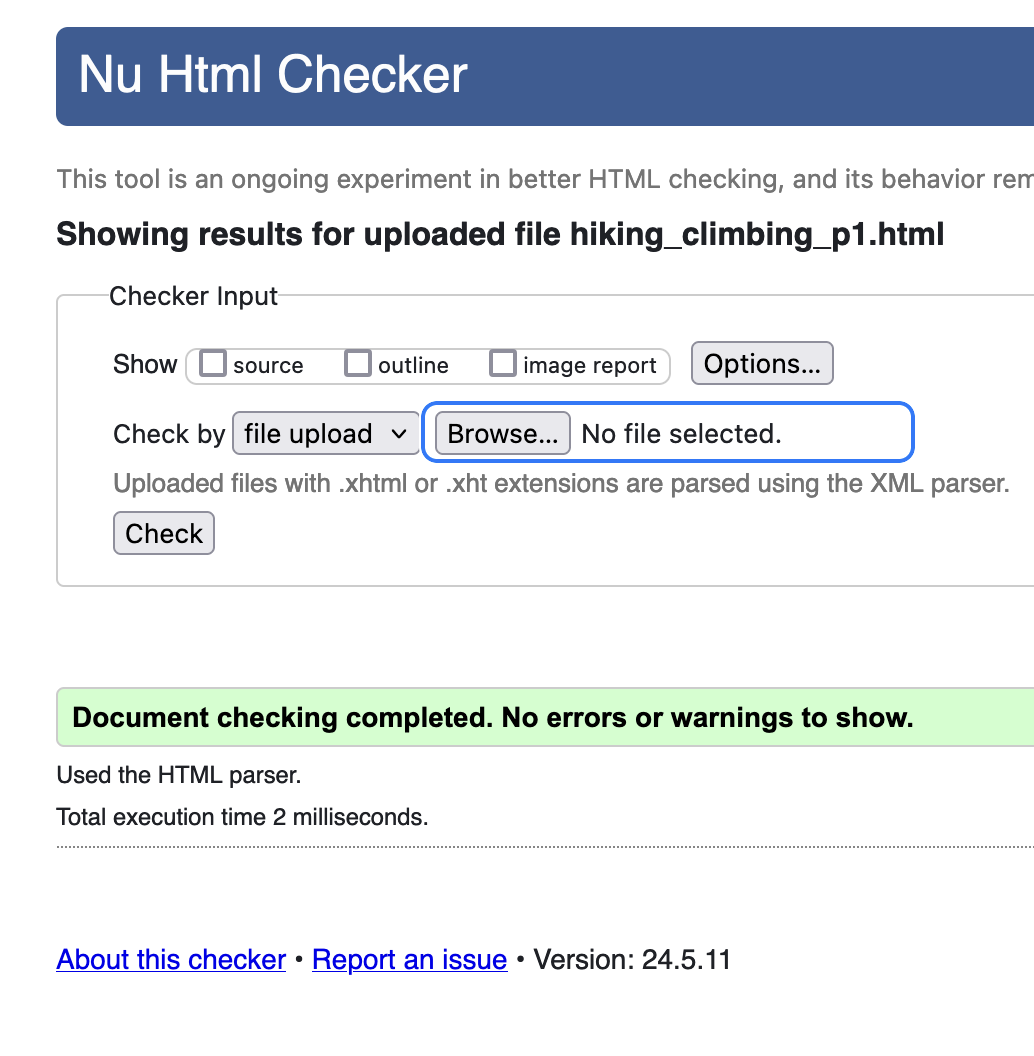 Nu Html Checker
This tool is an ongoing experiment in better HTML checking, and its behavior rem
Showing results for uploaded file hiking_climbing_p1.html
Checker Input
Show source outline image report Options...
Check by file upload Browse... No file selected.
Uploaded files with .xhtml or .xht extensions are parsed using the XML parser.
Check
Document checking completed. No errors or warnings to show.
Used the HTML parser.
Total execution time 2 milliseconds.
About this checker • Report an issue • Version: 24.5.11